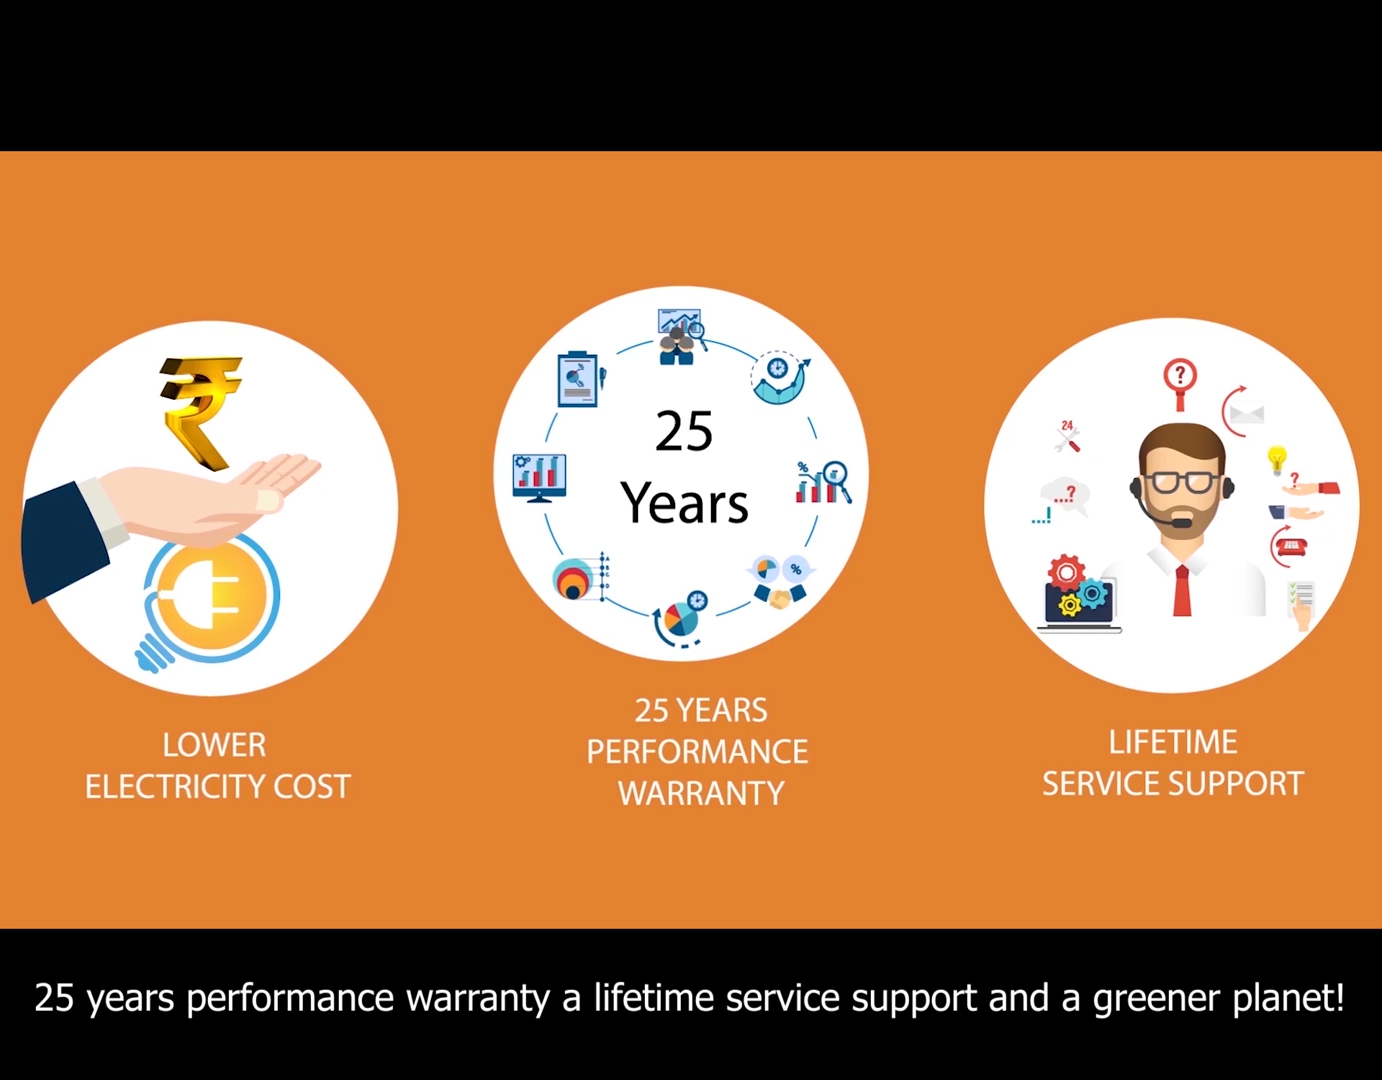 25
Years
24
LOWER
ELECTRICITY COST
25 YEARS
PERFORMANCE
WARRANTY
LIFETIME
SERVICE SUPPORT
25 years performance warranty a lifetime service support and a greener planet!